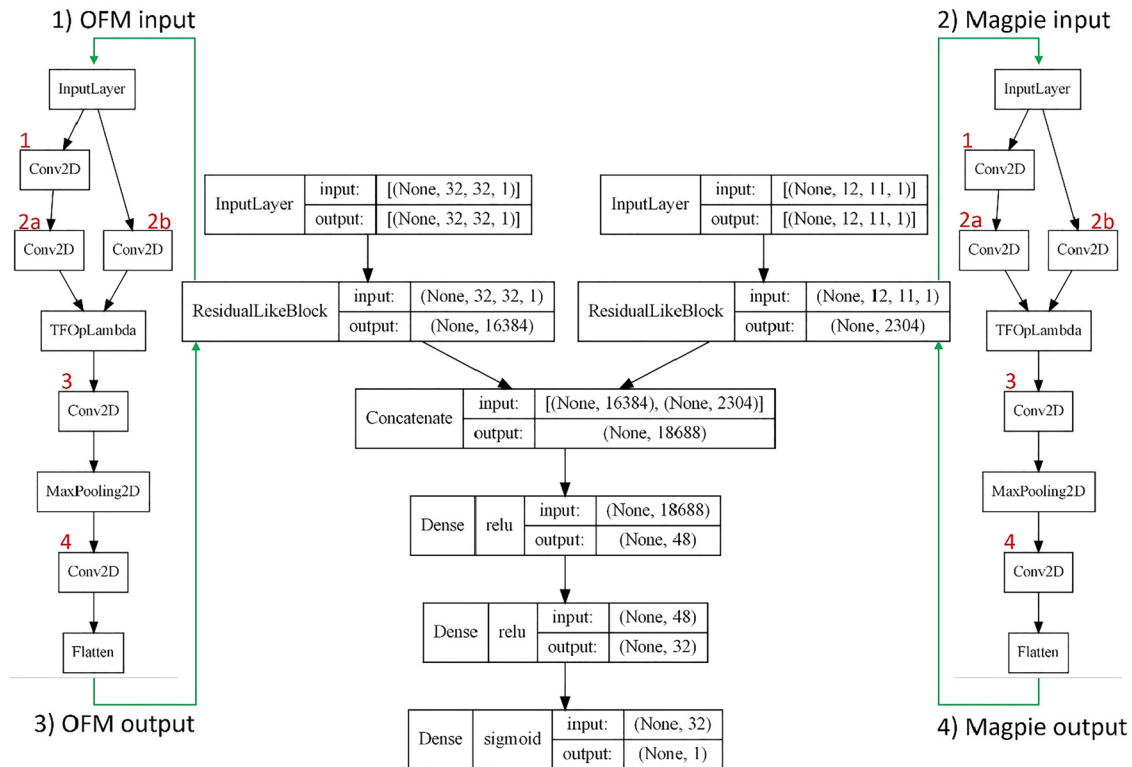 1) OFM input
InputLayer
1
Conv2D
2a
2b
Conv2D
Conv2D
TFOpLambda
3
Conv2D
MaxPooling2D
4
Conv2D
Flatten
3) OFM output
InputLayer
input:
[(None, 32, 32, 1)]
output:
[(None, 32, 32, 1)]
ResidualLikeBlock
input:
(None, 32, 32, 1)
output:
(None, 16384)
InputLayer
input:
[(None, 12, 11, 1)]
output:
[(None, 12, 11, 1)]
ResidualLikeBlock
input:
(None, 12, 11, 1)
output:
(None, 2304)
Concatenate
input:
[(None, 16384), (None, 2304)]
output:
(None, 18688)
Dense
relu
input:
(None, 18688)
output:
(None, 48)
Dense
relu
input:
(None, 48)
output:
(None, 32)
Dense
sigmoid
input:
(None, 32)
output:
(None, 1)
2) Magpie input
InputLayer
1
Conv2D
2a
2b
Conv2D
Conv2D
TFOpLambda
3
Conv2D
MaxPooling2D
4
Conv2D
Flatten
4) Magpie output